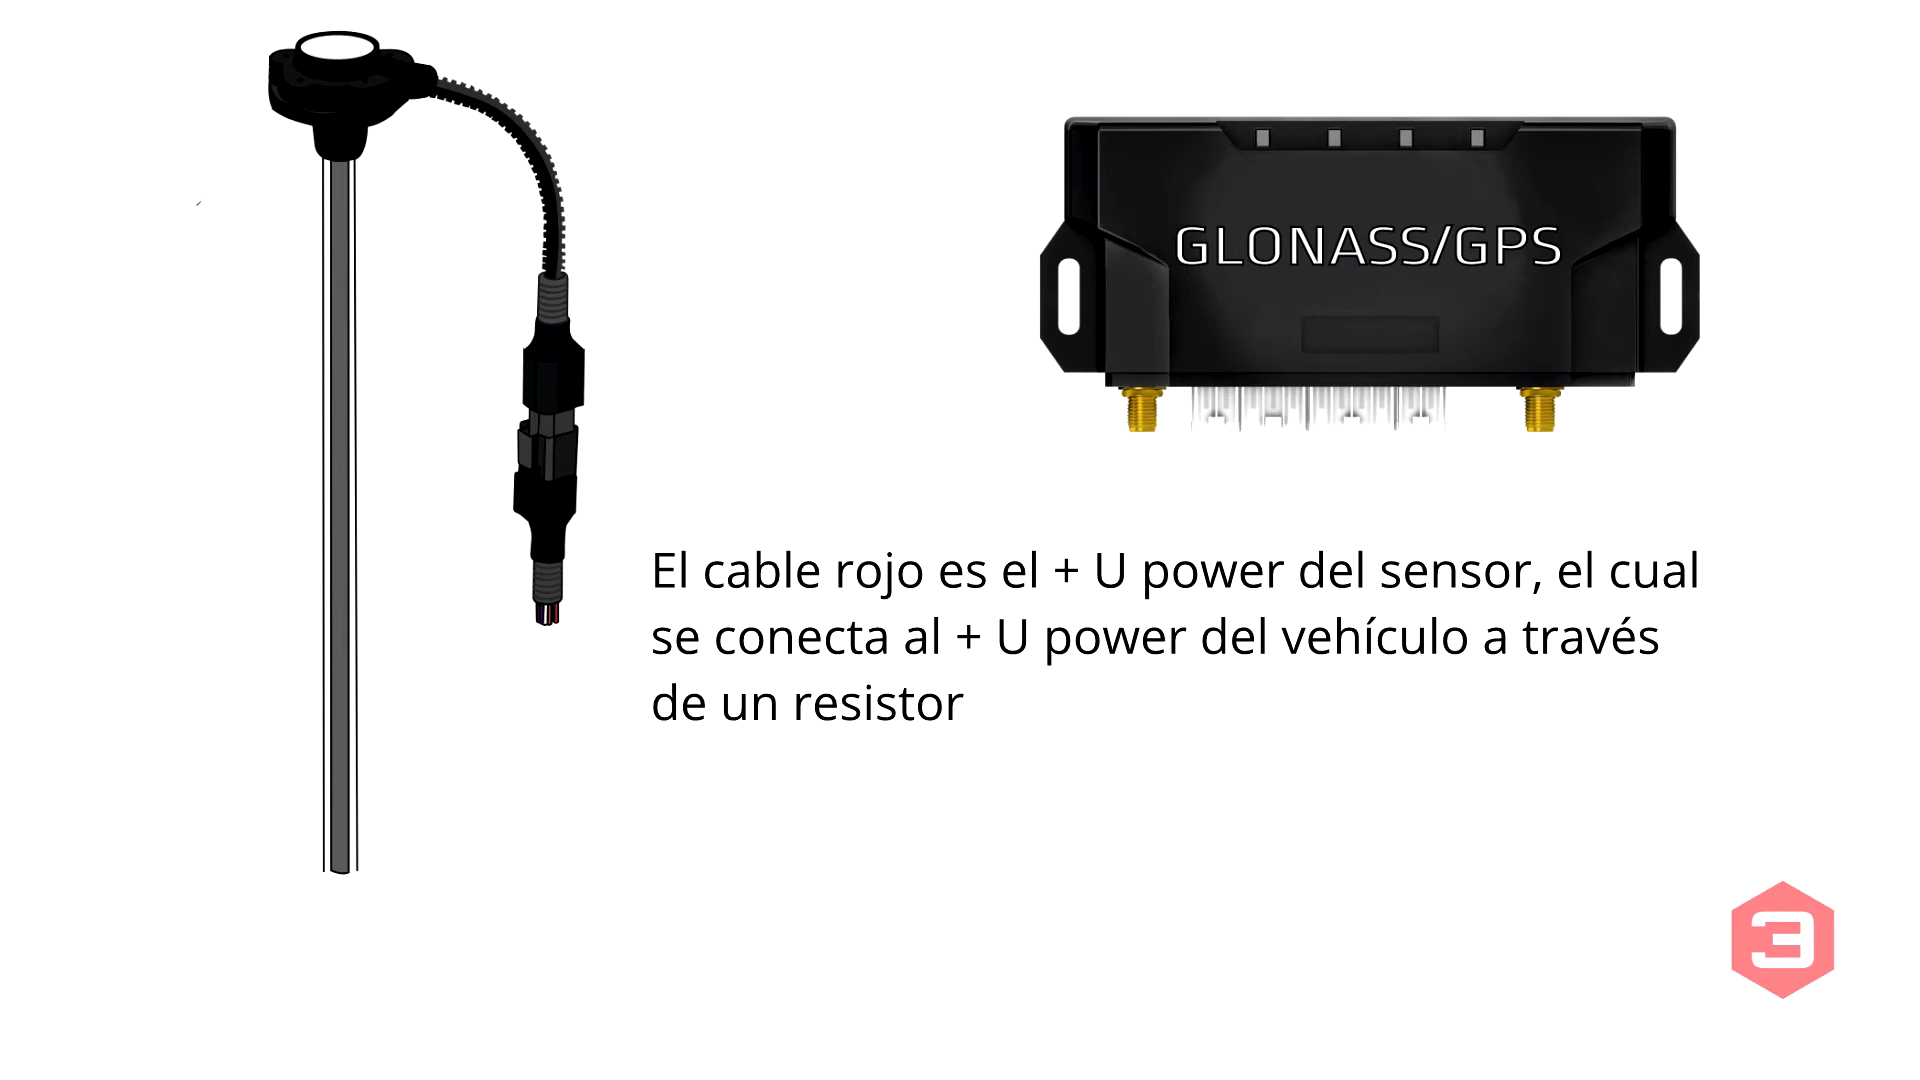 GLONASS/GPS
El cable rojo es el + U power del sensor, el cual
se conecta al + U power del vehículo a través
de un resistor